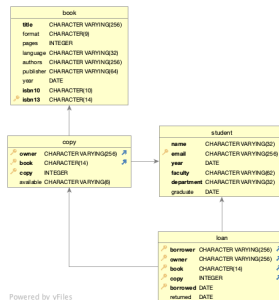 book
title CHARACTER VARYING(256)
format CHARACTER(9)
pages INTEGER
language CHARACTER VARYING(32)
authors CHARACTER VARYING(256)
publisher CHARACTER VARYING(64)
year DATE
isbn10 CHARACTER(10)
isbn13 CHARACTER(14)
copy
owner CHARACTER VARYING(256)
book CHARACTER(14)
copy INTEGER
available CHARACTER VARYING(6)
student
name CHARACTER VARYING(32)
email CHARACTER VARYING(256)
year DATE
faculty CHARACTER VARYING(62)
department CHARACTER VARYING(32)
graduate DATE
loan
borrower CHARACTER VARYING(256)
owner CHARACTER VARYING(256)
book CHARACTER(14)
copy INTEGER
borrowed DATE
returned DATE
Powered by yFiles